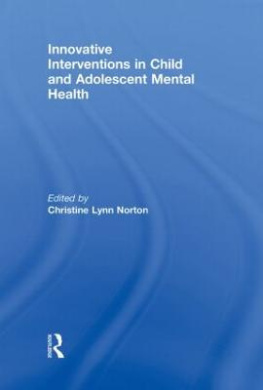 Innovative
Interventions in Child
and Adolescent Mental
Health
Edited by
Christine Lynn Norton
R
ROUTLEDGE